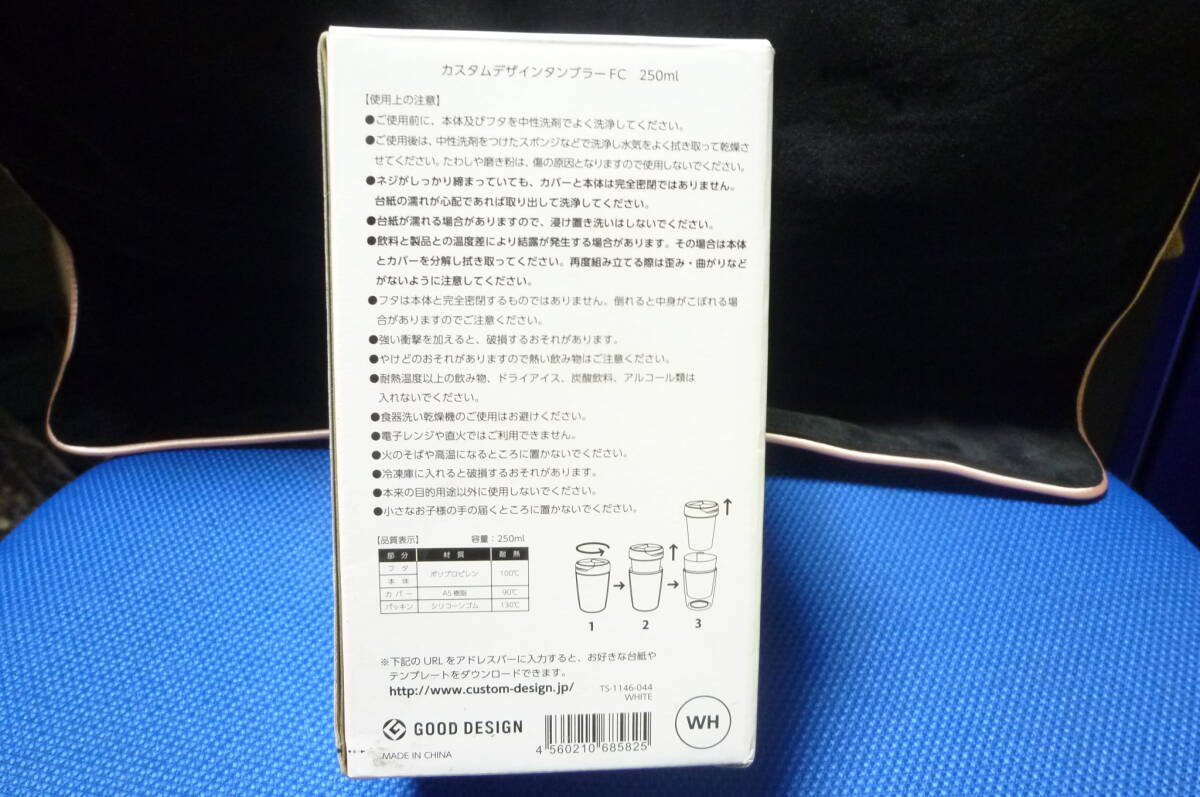 カスタムデザインタンブラー FC　250ml
【使用上の注意】
●ご使用前に、本体及びフタを中性洗剤でよく洗浄してください。
●ご使用後は、中性洗剤をつけたスポンジなどで洗浄し水気をよく拭き取って乾燥さ
せてください。たわしや磨き粉は、傷の原因となりますので使用しないでください。
●ネジがしっかり締まっていても、カバーと本体は完全密閉ではありません。
台紙の濡れが心配であれば取り出して洗浄してください。
●台紙が濡れる場合がありますので、浸け置き洗いはしないでください。
●飲料と製品との温度差により結露が発生する場合があります。その場合は本体
とカバーを分解し拭き取ってください。再度組み立てる際は歪み・曲がりなど
がないように注意してください。
●フタは本体と完全密閉するものではありません。倒れると中身がこぼれる場
合がありますのでご注意ください。
●強い衝撃を加えると、破損するおそれがあります。
●やけどのおそれがありますので熱い飲み物はご注意ください。
●耐熱温度以上の飲み物、ドライアイス、炭酸飲料、アルコール類は
入れないでください。
●食器洗い乾燥機のご使用はお避けください。
●電子レンジや直火ではご利用できません。
●火のそばや高温になるところに置かないでください。
●冷凍庫に入れると破損するおそれがあります。
●本来の目的用途以外に使用しないでください。
●小さなお子様の手の届くところに置かないでください。
【品質表示】　容量：250ml
部 分 材 質 耐 熱
フ タ ポリプロピレン 100℃
本 体
カ バ ー AS樹脂 90℃
パッキン シリコーンゴム 130℃
1 2 3
※下記の URL をアドレスバーに入力すると、お好きな台紙や
テンプレートをダウンロードできます。
http://www.custom-design.jp/
TS-1146-044
WHITE
GOOD DESIGN
4 560210 685825
WH
MADE IN CHINA